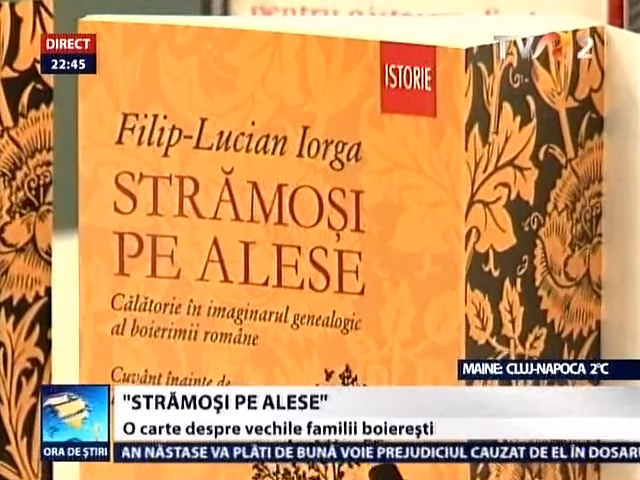 DIRECT
22:45
TVR 2
ISTORIE
Filip-Lucian Iorga
STRĂMOȘI
PE ALESE
Călătorie în imaginarul genealogic
al boierimii române
Cuvânt înainte de
MAINE: CLUJ-NAPOCA 2°C
"STRĂMOȘI PE ALESE"
O carte despre vechile familii boierești
ORA DE ȘTIRI
AN NĂSTASE VA PLĂTI DE BUNĂ VOIE PREJUDICIUL CAUZAT DE EL ÎN DOSARU